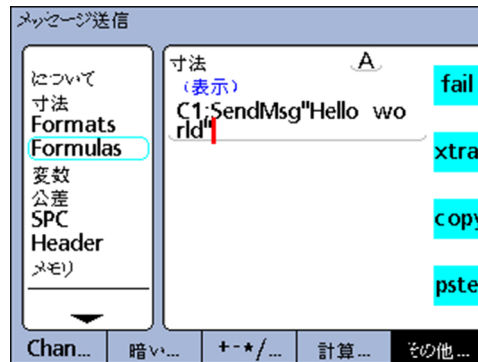 メッセージ送信
について
寸法
Formats
Formulas
変数
公差
SPC
Header
メモリ
寸法
A
(表示)
C1:SendMsg"Hello wo
rld"
fail
xtra
copy
pste
Chan...
暗い...
+-*/...
計算...
その他...